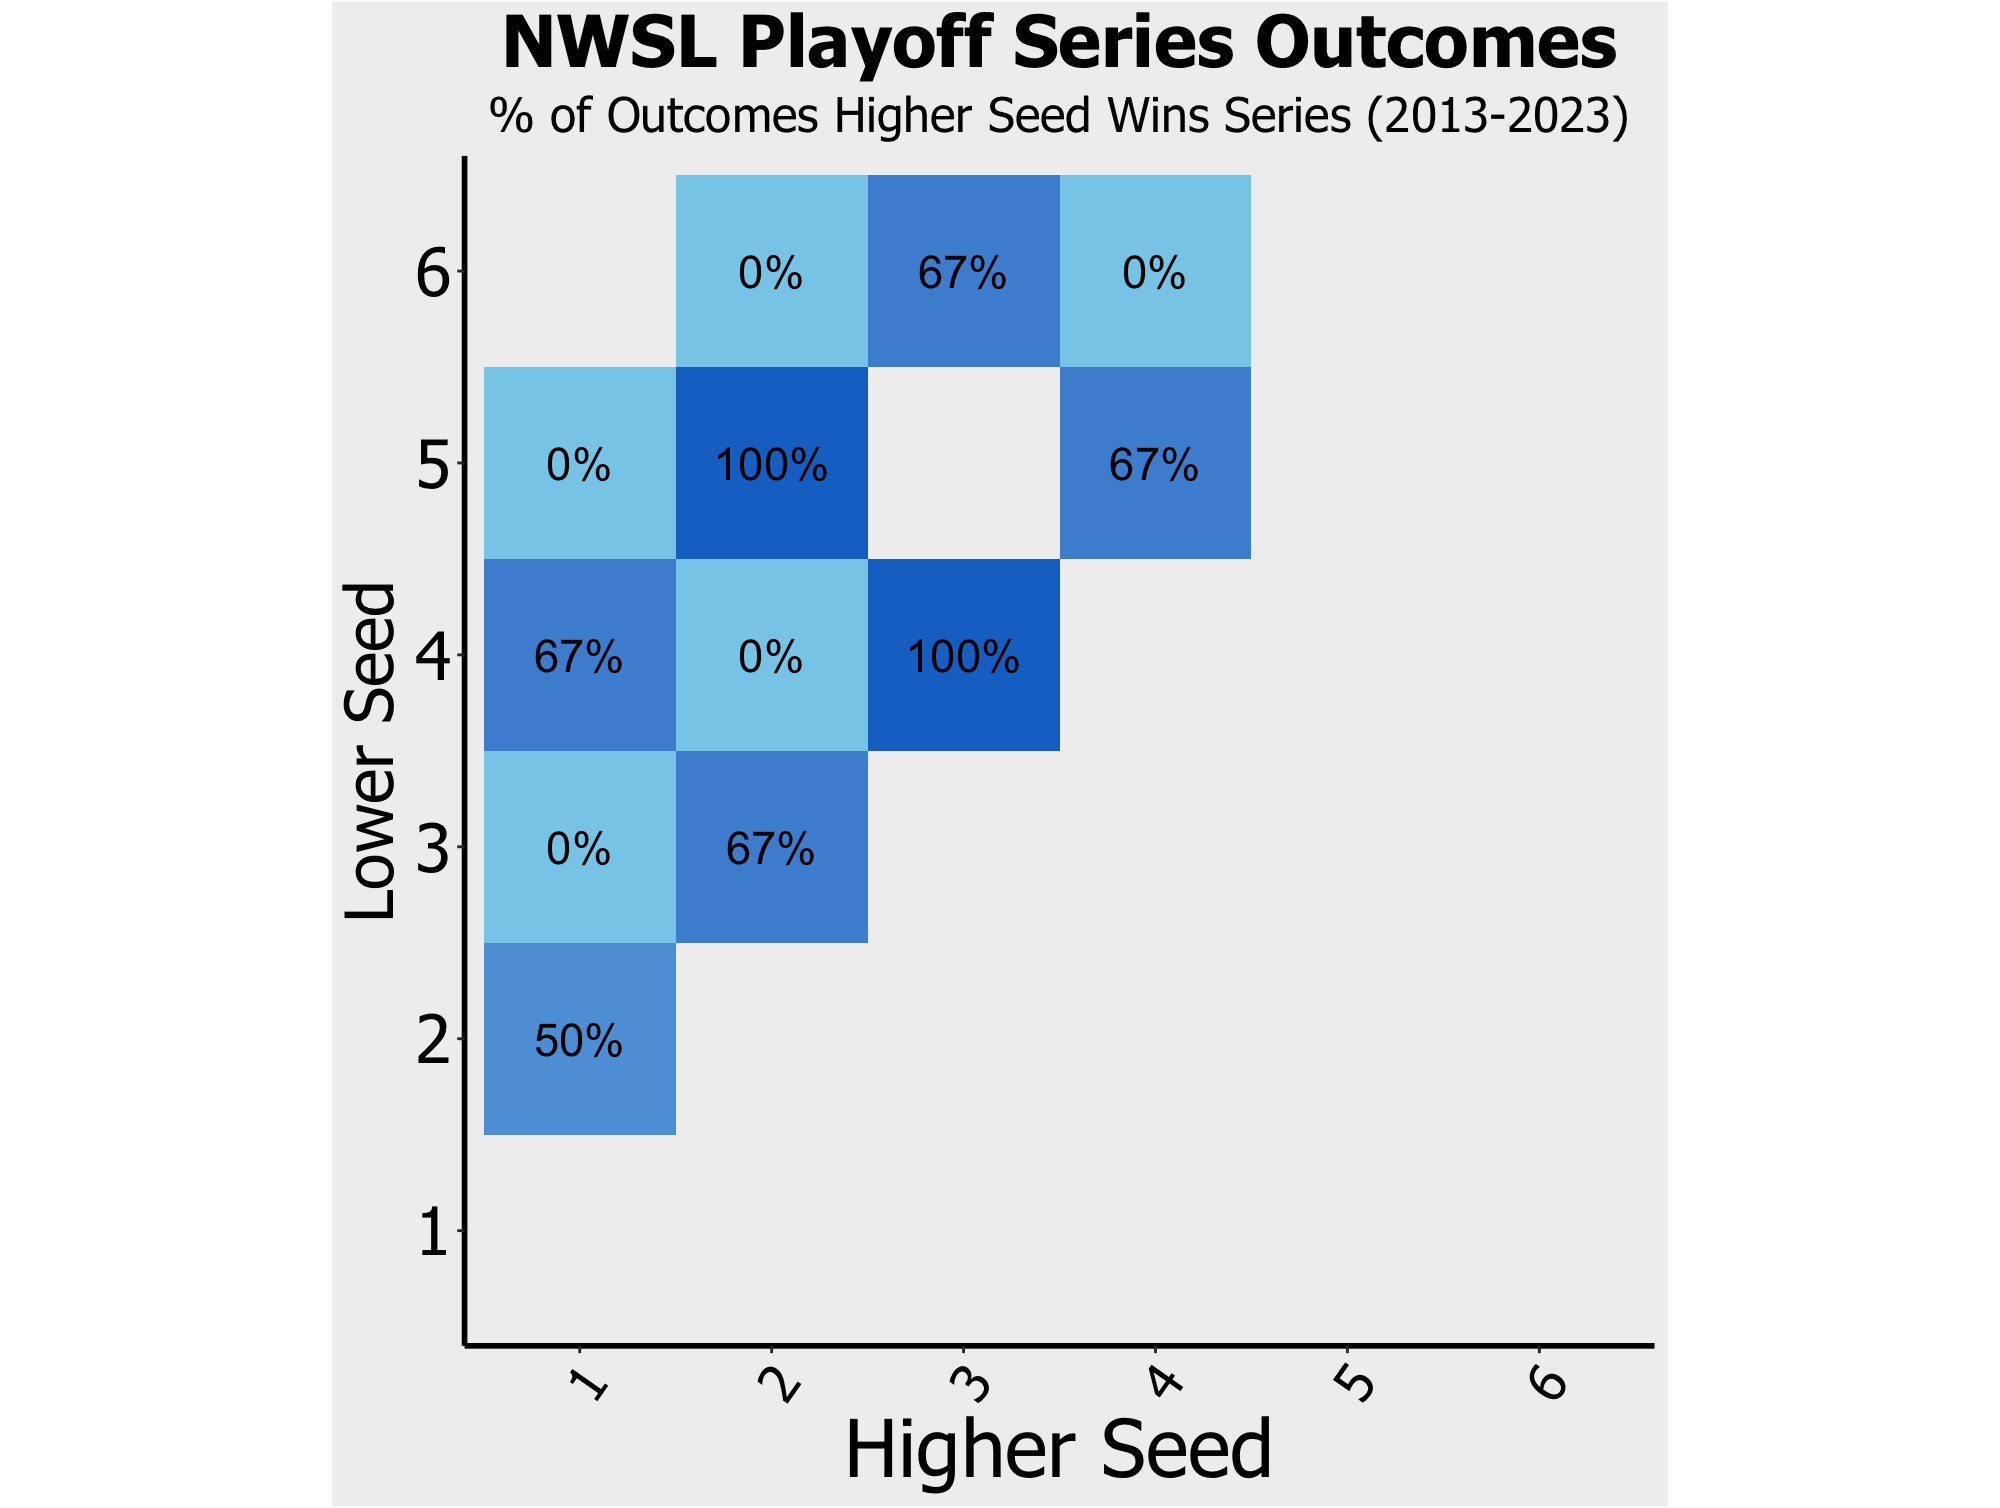 NWSL Playoff Series Outcomes
% of Outcomes Higher Seed Wins Series (2013-2023)
Lower Seed
6 0% 67% 0%
5 0% 100% 67%
4 67% 0% 100%
3 0% 67%
2 50%
1
1 2 3 4 5 6
Higher Seed